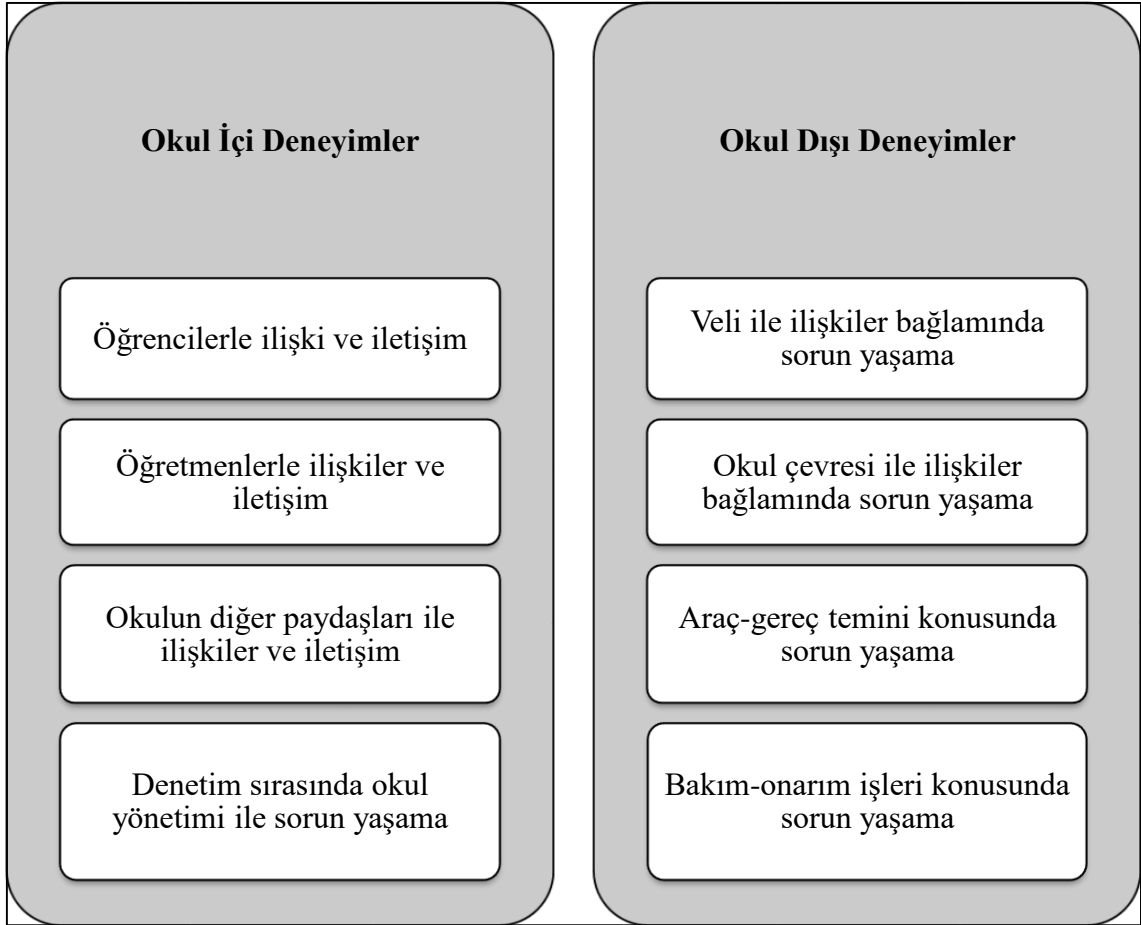 Okul İçi Deneyimler
Öğrencilerle ilişki ve iletişim
Öğretmenlerle ilişkiler ve
iletişim
Okulun diğer paydaşları ile
ilişkiler ve iletişim
Denetim sırasında okul
yönetimi ile sorun yaşama
Okul Dışı Deneyimler
Veli ile ilişkiler bağlamında
sorun yaşama
Okul çevresi ile ilişkiler
bağlamında sorun yaşama
Araç-gereç temini konusunda
sorun yaşama
Bakım-onarım işleri konusunda
sorun yaşama